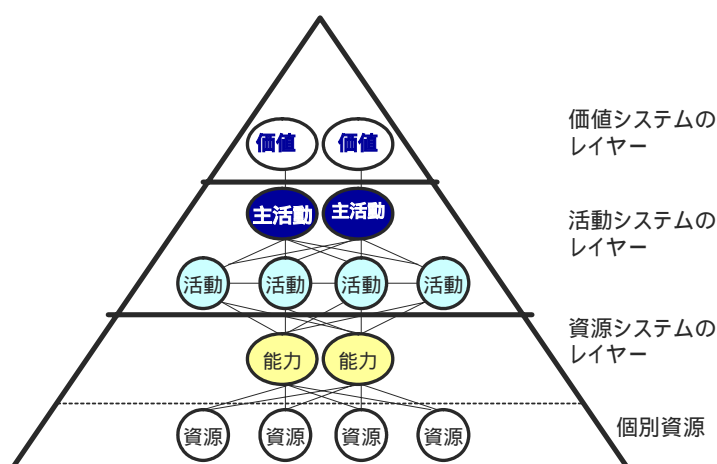 価値システムの
レイヤー
価値 価値
主活動 主活動
活動システムの
レイヤー
活動 活動 活動 活動
資源システムの
レイヤー
能力 能力
個別資源
資源 資源 資源 資源